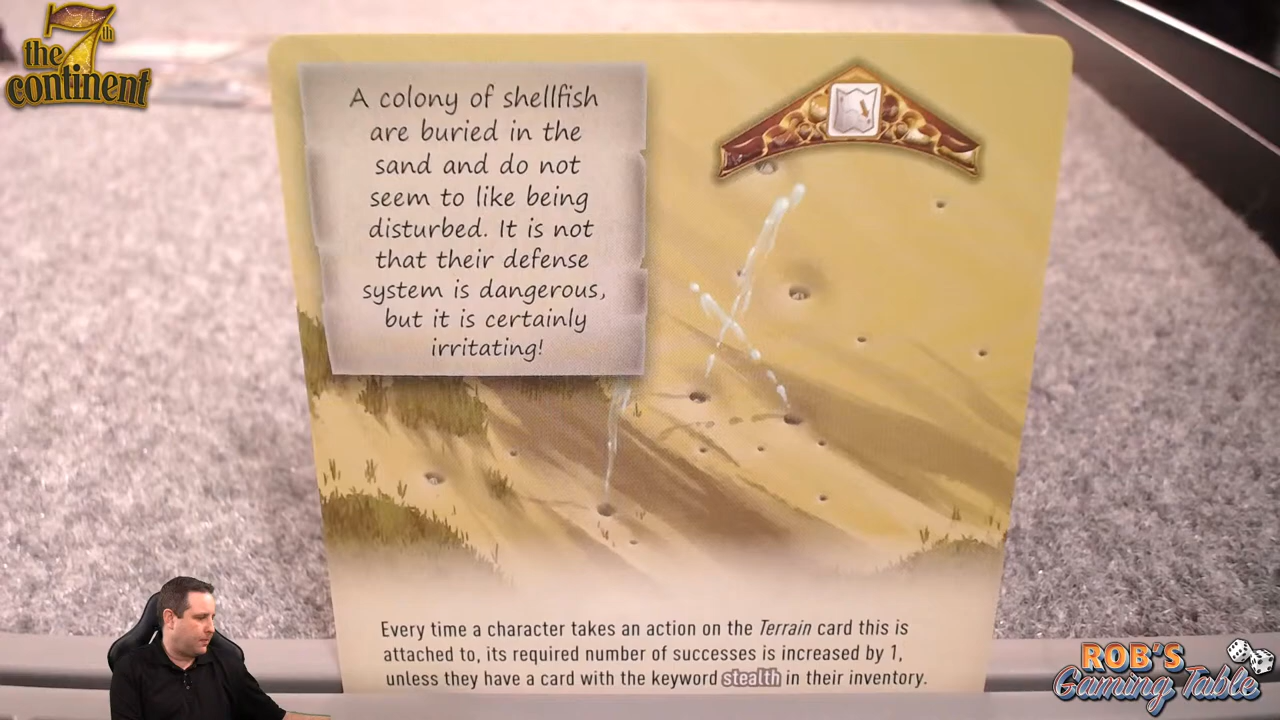 the 7th
continent
A colony of shellfish
are buried in the
sand and do not
seem to like being
disturbed. It is not
that their defense
system is dangerous,
but it is certainly
irritating!
Every time a character takes an action on the Terrain card this is
attached to, its required number of successes is increased by 1,
unless they have a card with the keyword stealth in their inventory.
ROB'S
Gaming Table